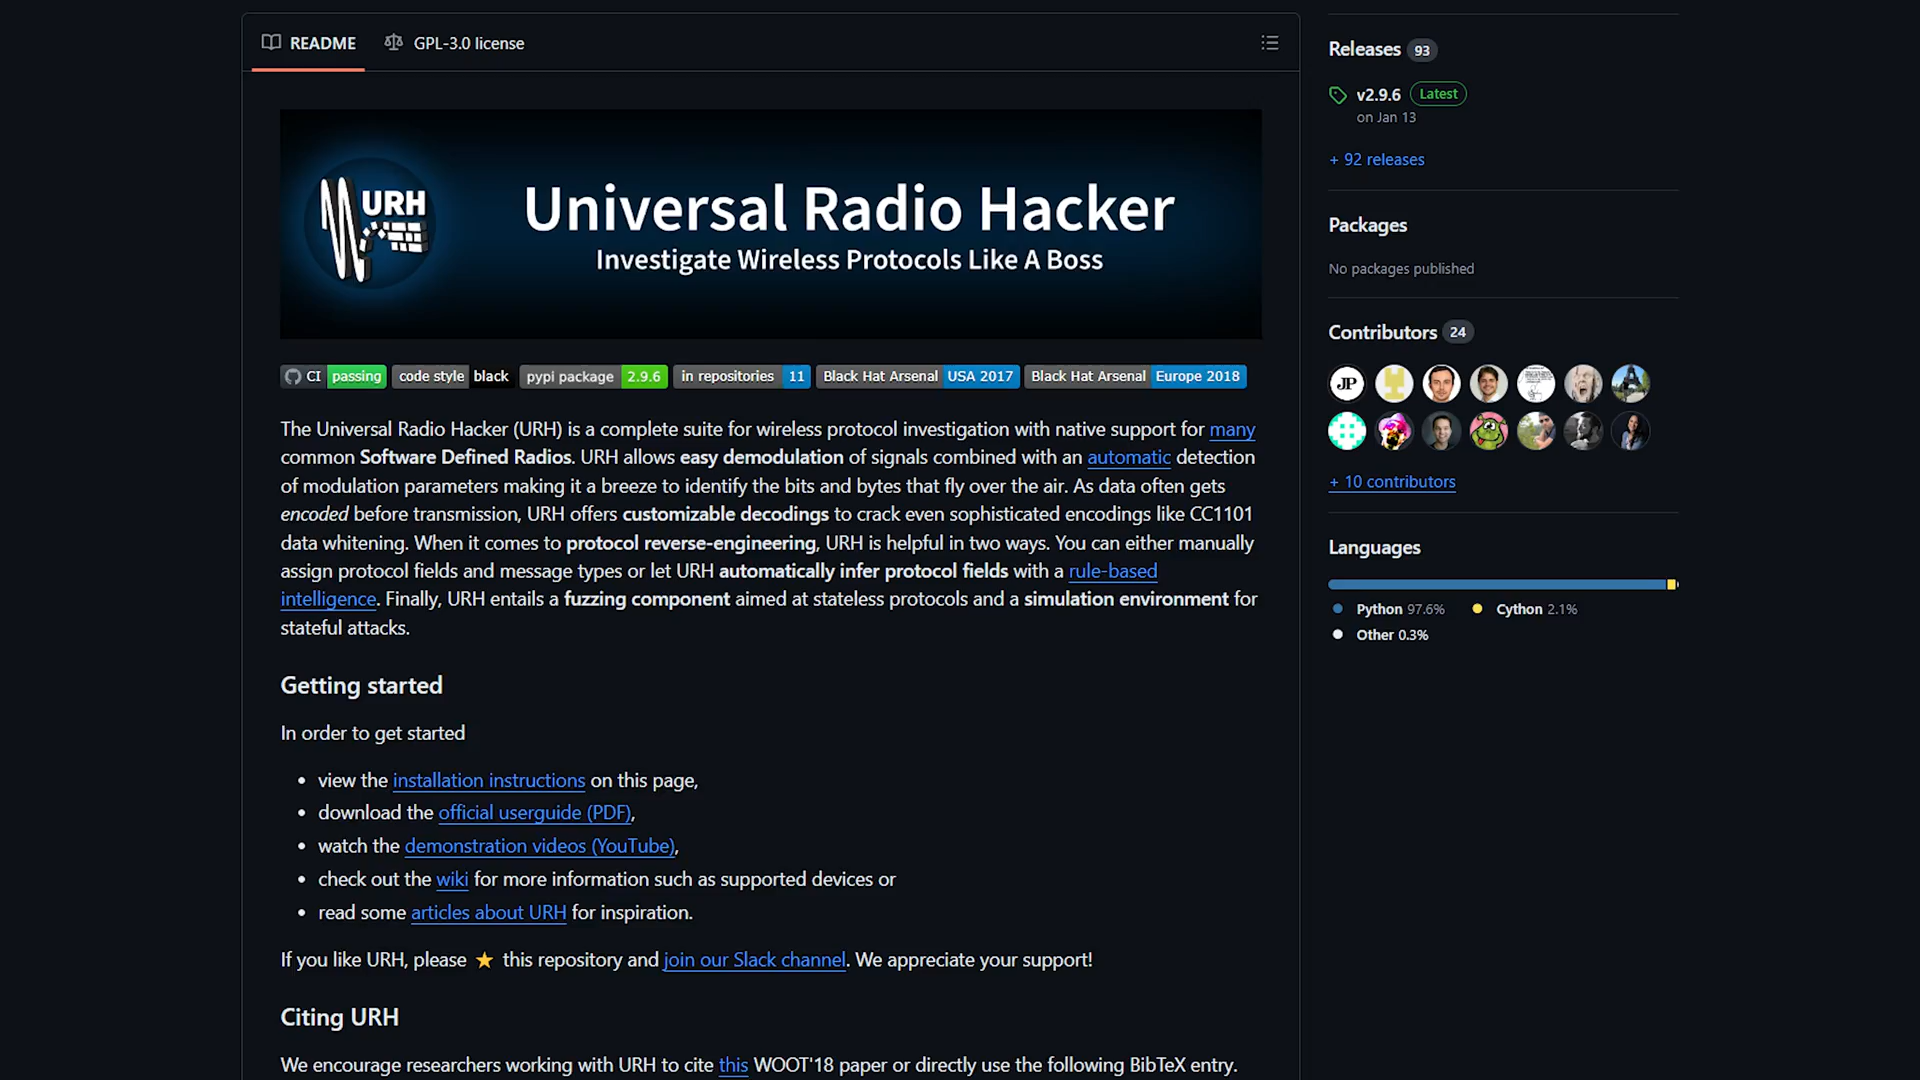 README
GPL-3.0 license
URH
Universal Radio Hacker
Investigate Wireless Protocols Like A Boss
CI passing
code style black
pypi package 2.9.6
in repositories 11
Black Hat Arsenal USA 2017
Black Hat Arsenal Europe 2018
The Universal Radio Hacker (URH) is a complete suite for wireless protocol investigation with native support for many
common Software Defined Radios. URH allows easy demodulation of signals combined with an automatic detection
of modulation parameters making it a breeze to identify the bits and bytes that fly over the air. As data often gets
encoded before transmission, URH offers customizable decodings to crack even sophisticated encodings like CC1101
data whitening. When it comes to protocol reverse-engineering, URH is helpful in two ways. You can either manually
assign protocol fields and message types or let URH automatically infer protocol fields with a rule-based
intelligence. Finally, URH entails a fuzzing component aimed at stateless protocols and a simulation environment for
stateful attacks.
Getting started
In order to get started
• view the installation instructions on this page,
• download the official userguide (PDF),
• watch the demonstration videos (YouTube),
• check out the wiki for more information such as supported devices or
• read some articles about URH for inspiration.
If you like URH, please ⭐ this repository and join our Slack channel. We appreciate your support!
Citing URH
We encourage researchers working with URH to cite this WOOT'18 paper or directly use the following BibTeX entry.
Releases 93
v2.9.6 Latest
on Jan 13
+ 92 releases
Packages
No packages published
Contributors 24
JP
+ 10 contributors
Languages
Python 97.6%
Cython 2.1%
Other 0.3%